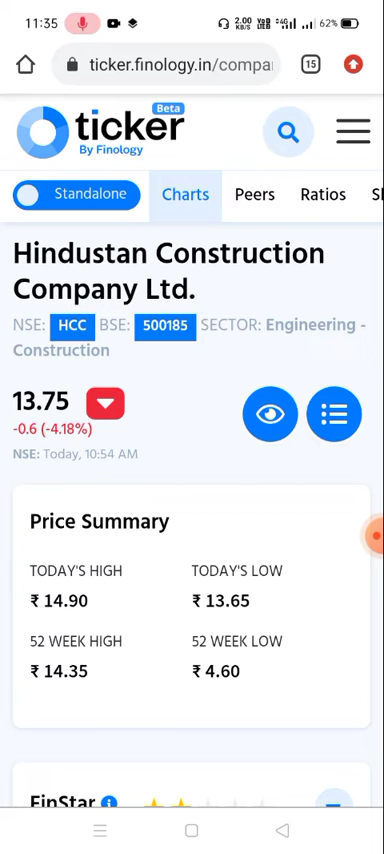 11:35 2.00 KB/S Vo LTE 4G 62%
ticker.finology.in/compa 15
Beta
ticker
By Finology
Standalone Charts Peers Ratios S
Hindustan Construction
Company Ltd.
NSE: HCC BSE: 500185 SECTOR: Engineering -
Construction
13.75
-0.6 (-4.18%)
NSE: Today, 10:54 AM
Price Summary
TODAY'S HIGH TODAY'S LOW
₹ 14.90 ₹ 13.65
52 WEEK HIGH 52 WEEK LOW
₹ 14.35 ₹ 4.60
FinStar i